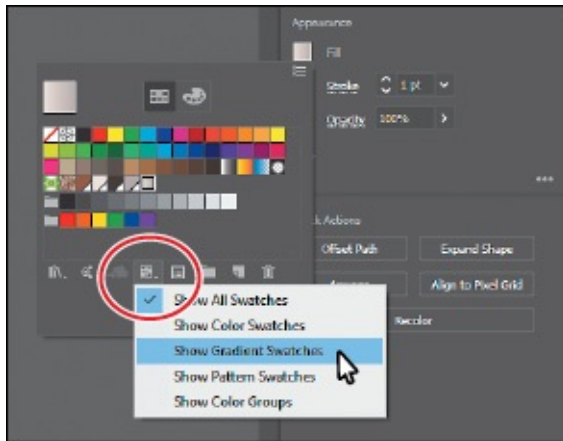 Appearance
Fill
Stroke 1 pt
Opacity 100%
Offset Path Expand Shape
Align to Pixel Grid
Recolor
Show All Swatches
Show Color Swatches
Show Gradient Swatches
Show Pattern Swatches
Show Color Groups